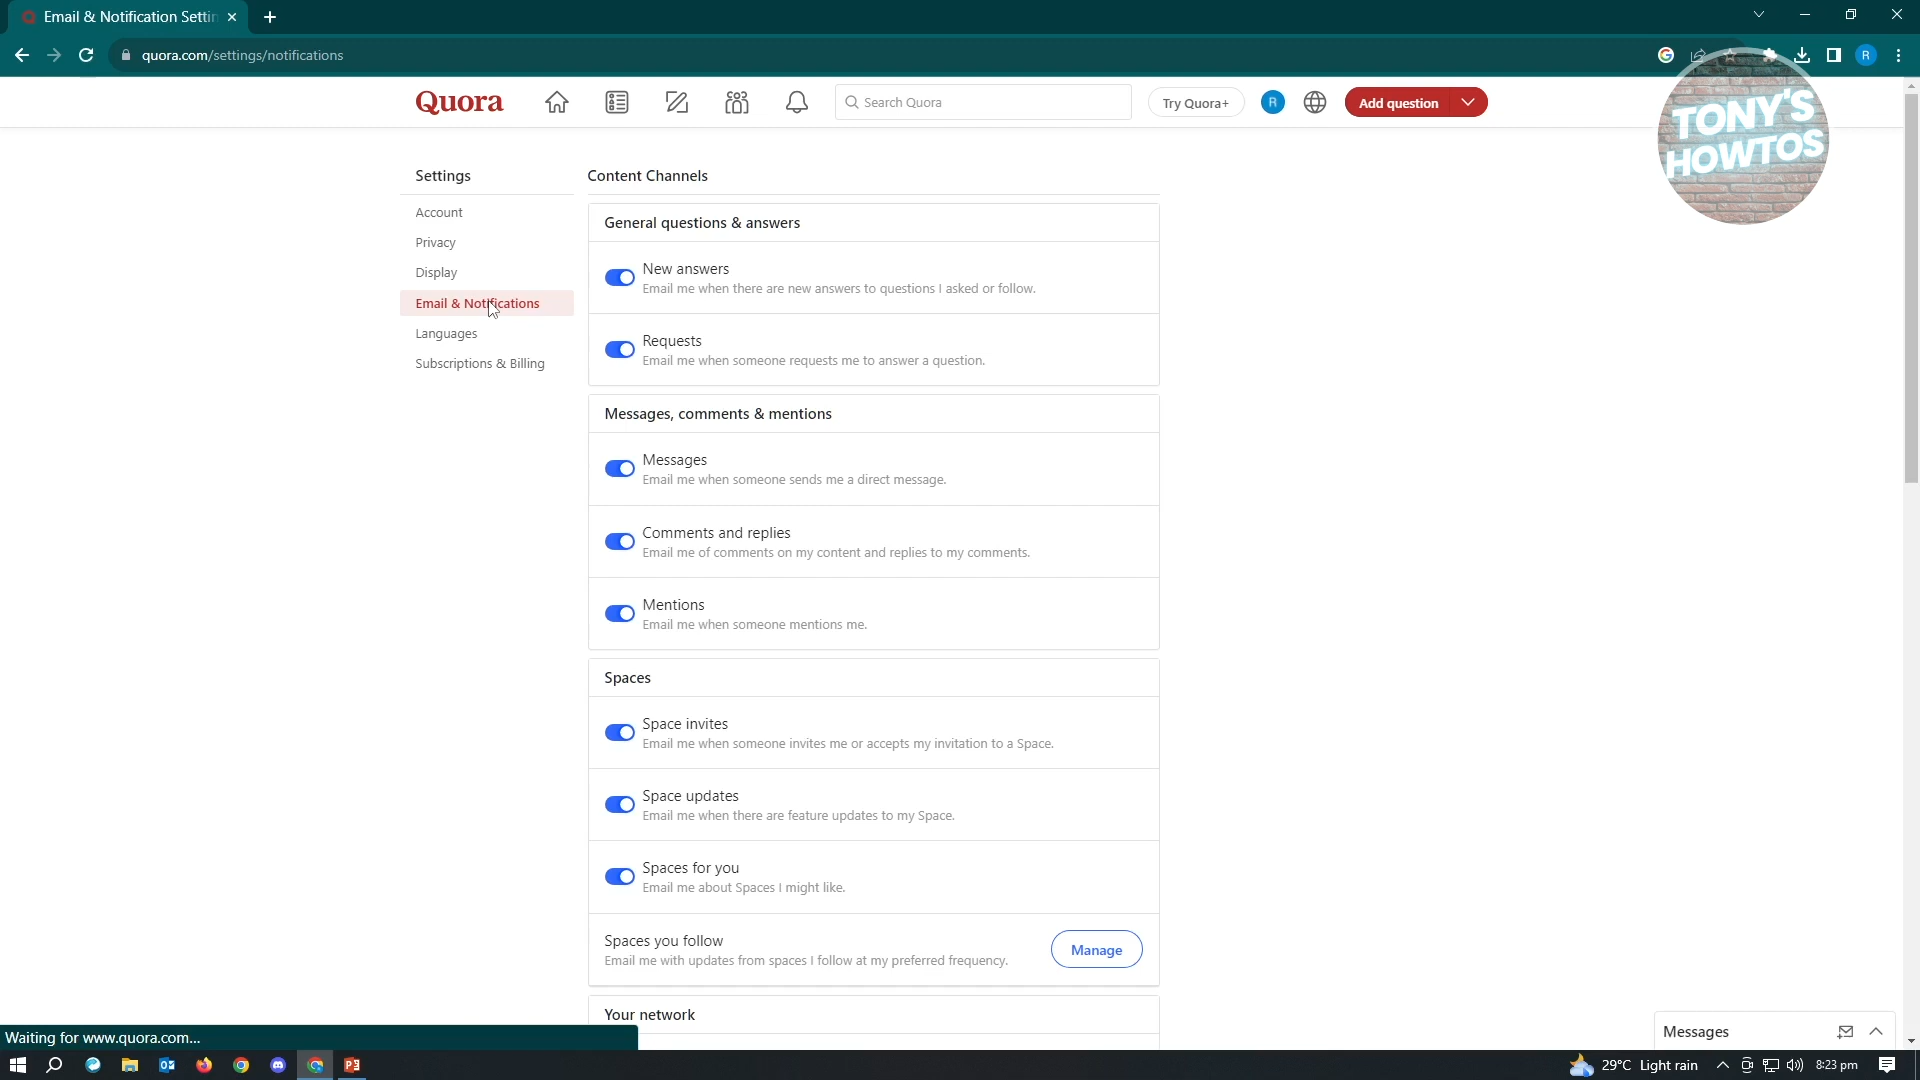 Email & Notification Settin
quora.com/settings/notifications
R
TONY'S
HOWTOS
Quora
Search Quora
Try Quora+
R
Add question
Settings
Account
Privacy
Display
Email & Notifications
Languages
Subscriptions & Billing
Content Channels
General questions & answers
New answers
Email me when there are new answers to questions I asked or follow.
Requests
Email me when someone requests me to answer a question.
Messages, comments & mentions
Messages
Email me when someone sends me a direct message.
Comments and replies
Email me of comments on my content and replies to my comments.
Mentions
Email me when someone mentions me.
Spaces
Space invites
Email me when someone invites me or accepts my invitation to a Space.
Space updates
Email me when there are feature updates to my Space.
Spaces for you
Email me about Spaces I might like.
Spaces you follow
Email me with updates from spaces I follow at my preferred frequency.
Manage
Your network
Messages
Waiting for www.quora.com...
29°C Light rain
8:23 pm